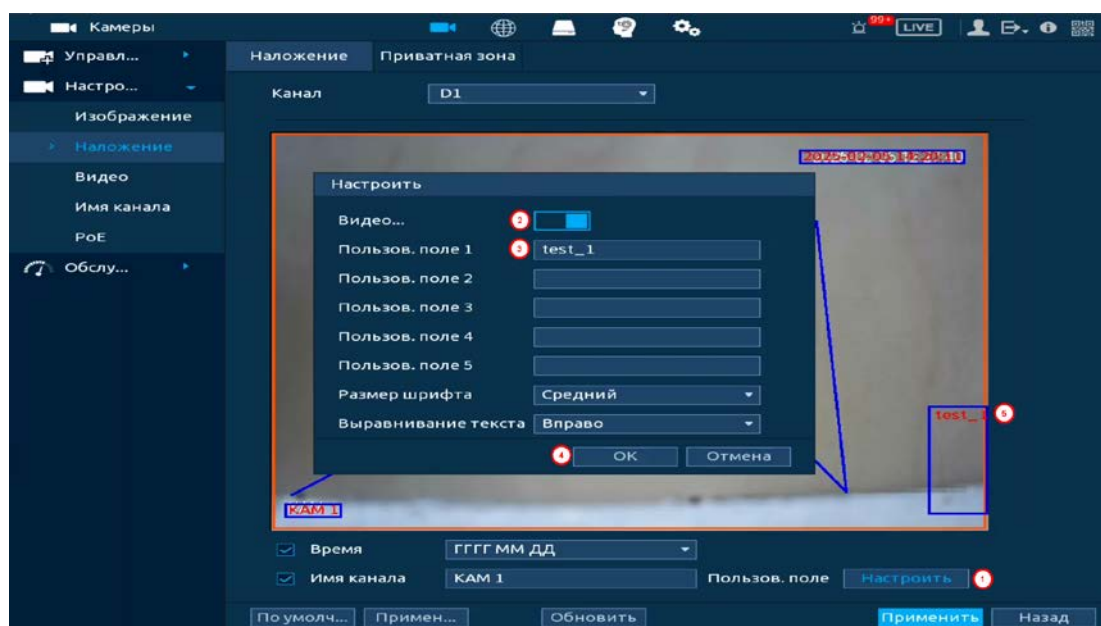 Камеры
99+
LIVE
Управл...
Наложение Приватная зона
Настро...
Канал D1
Изображение
Наложение
Видео
Имя канала
PoE
Обслу...
Настроить
Видео... 2
Пользов. поле 1 3 test_1
Пользов. поле 2
Пользов. поле 3
Пользов. поле 4
Пользов. поле 5
Размер шрифта Средний
Выравнивание текста Вправо
4 OK Отмена
test_1 5
KAM 1
Время ГГГГ ММ ДД
Имя канала KAM 1 Пользов. поле Настроить 1
По умолч... Примен... Обновить Применить Назад